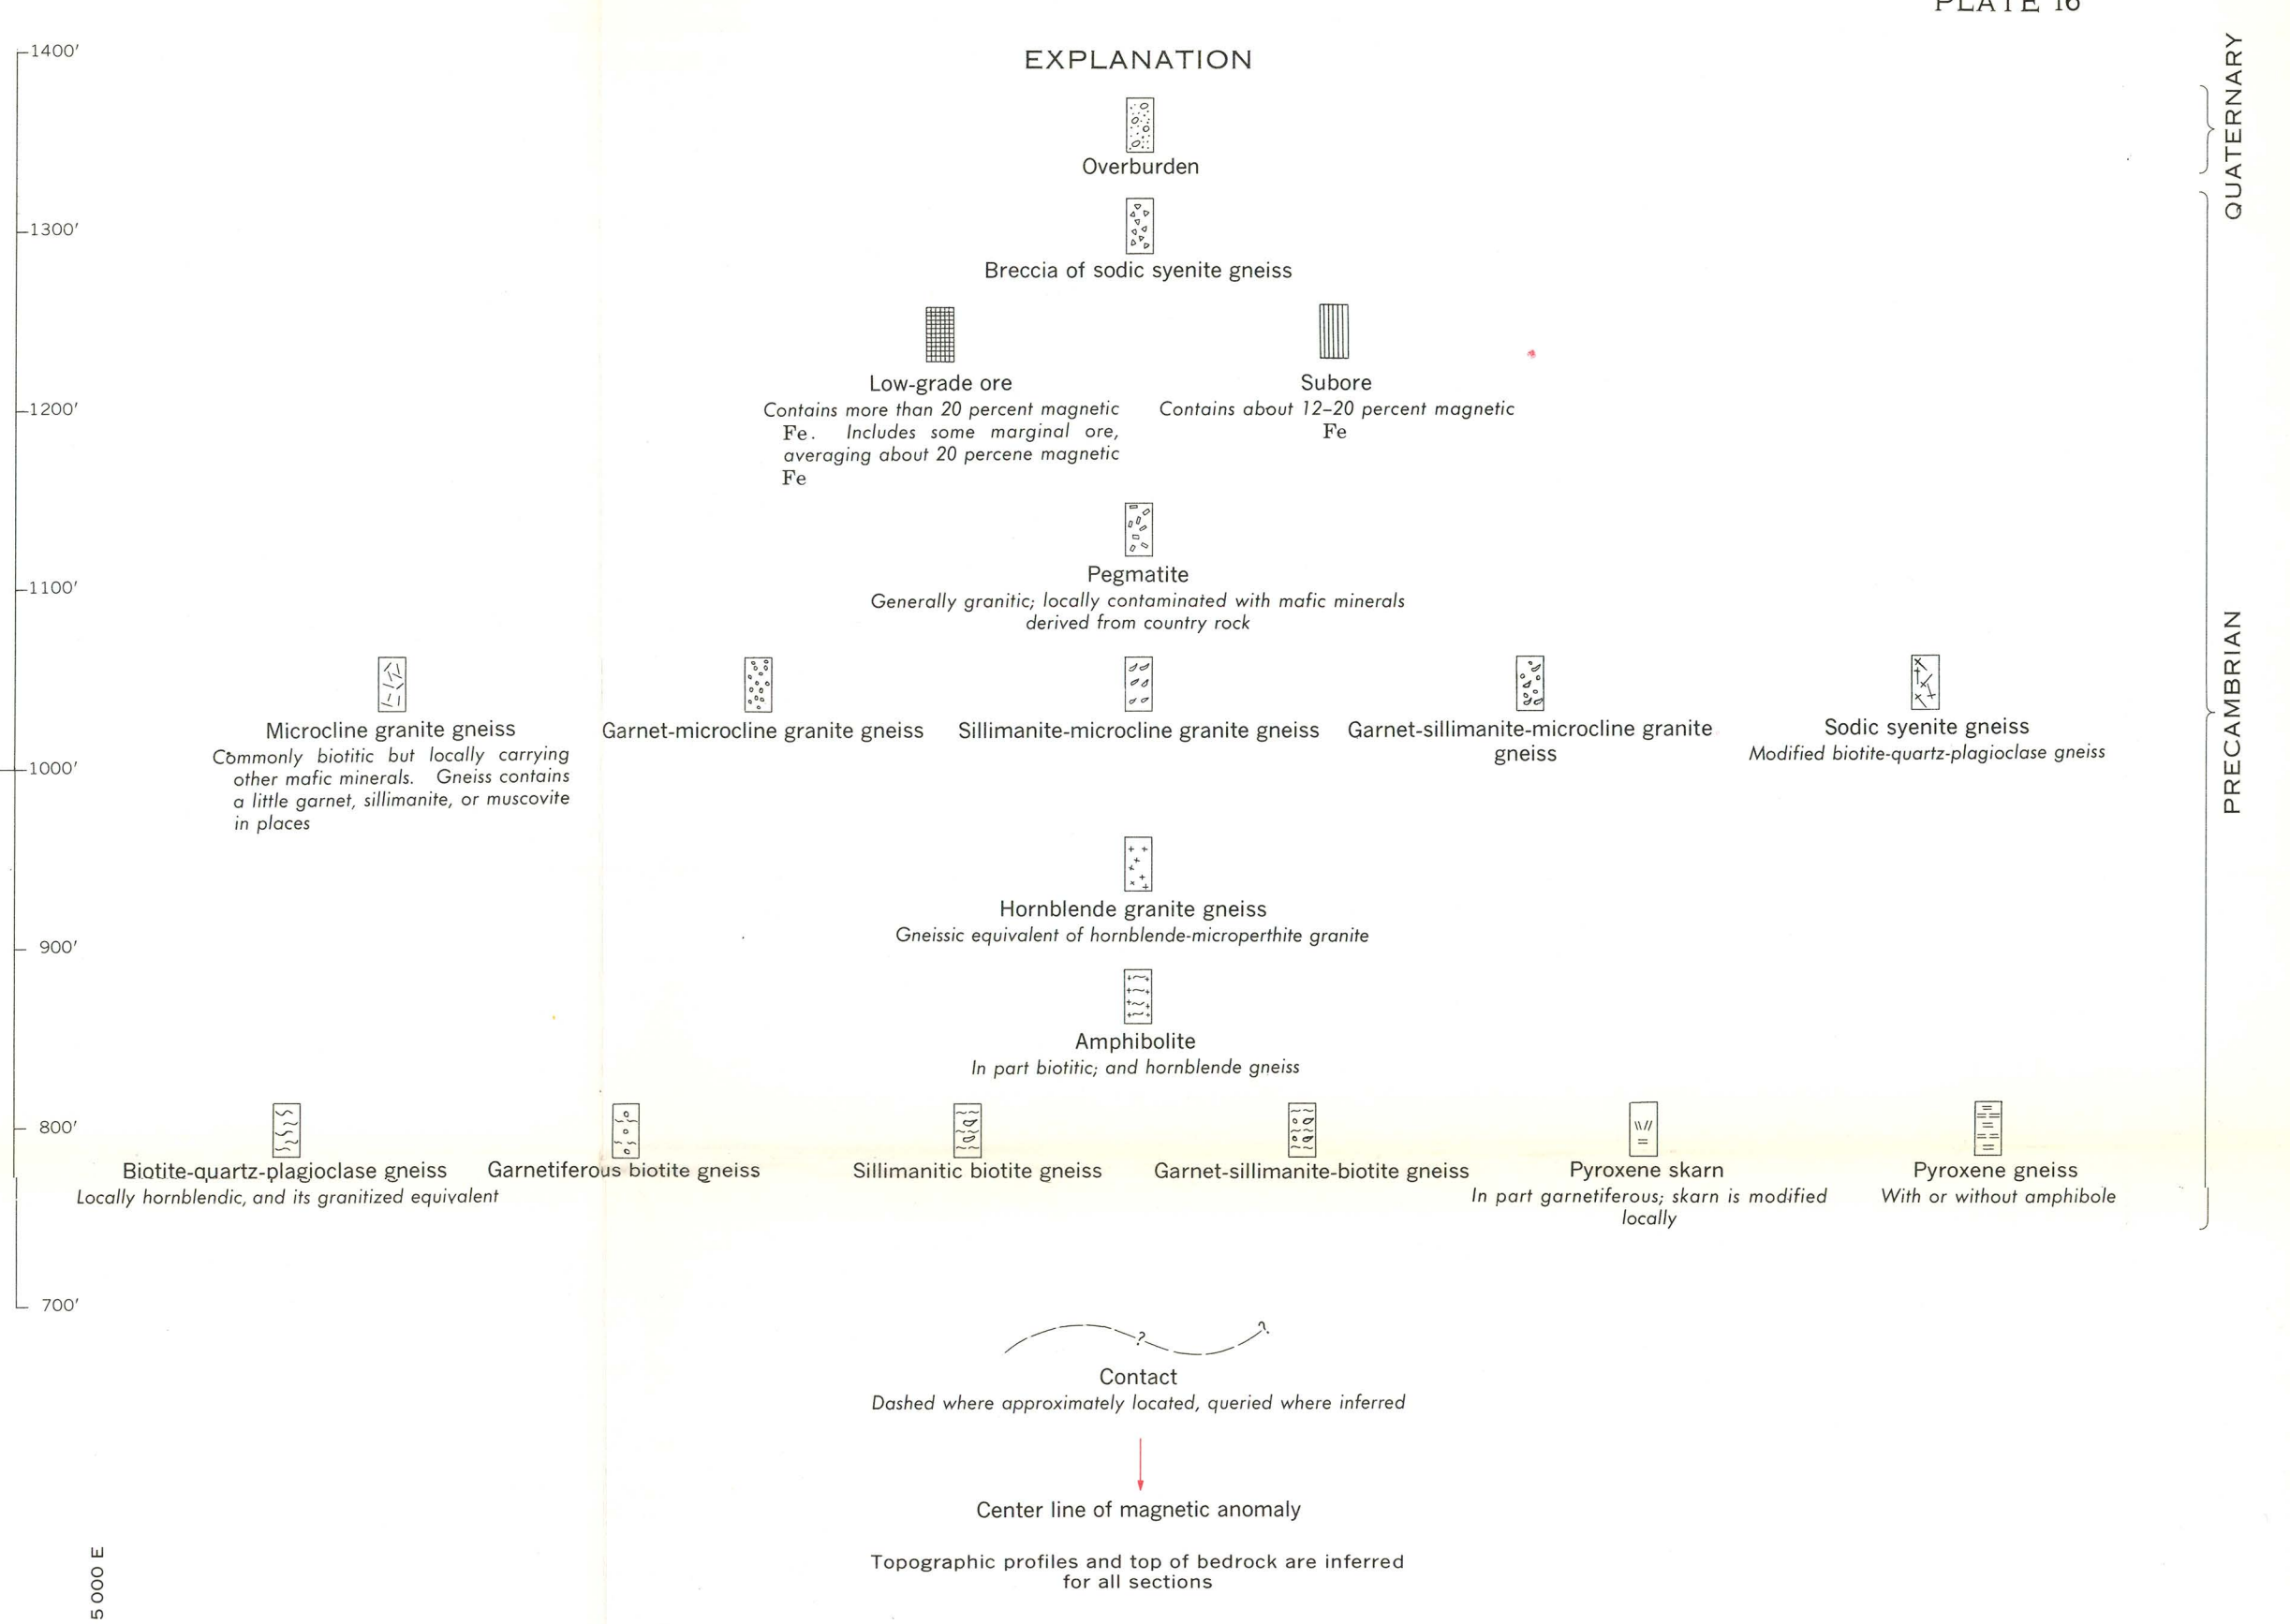 PLATE 16
1400'
1300'
1200'
1100'
1000'
900'
800'
700'
5000 E
EXPLANATION
Overburden
Breccia of sodic syenite gneiss
Low-grade ore
Contains more than 20 percent magnetic
Fe. Includes some marginal ore,
averaging about 20 percene magnetic
Fe
Subore
Contains about 12–20 percent magnetic
Fe
Pegmatite
Generally granitic; locally contaminated with mafic minerals
derived from country rock
Microcline granite gneiss
Commonly biotitic but locally carrying
other mafic minerals. Gneiss contains
a little garnet, sillimanite, or muscovite
in places
Garnet-microcline granite gneiss
Sillimanite-microcline granite gneiss
Garnet-sillimanite-microcline granite
gneiss
Sodic syenite gneiss
Modified biotite-quartz-plagioclase gneiss
Hornblende granite gneiss
Gneissic equivalent of hornblende-microperthite granite
Amphibolite
In part biotitic; and hornblende gneiss
Biotite-quartz-plagioclase gneiss
Locally hornblendic, and its granitized equivalent
Garnetiferous biotite gneiss
Sillimanitic biotite gneiss
Garnet-sillimanite-biotite gneiss
Pyroxene skarn
In part garnetiferous; skarn is modified
locally
Pyroxene gneiss
With or without amphibole
QUATERNARY
PRECAMBRIAN
? ?
Contact
Dashed where approximately located, queried where inferred
Center line of magnetic anomaly
Topographic profiles and top of bedrock are inferred
for all sections